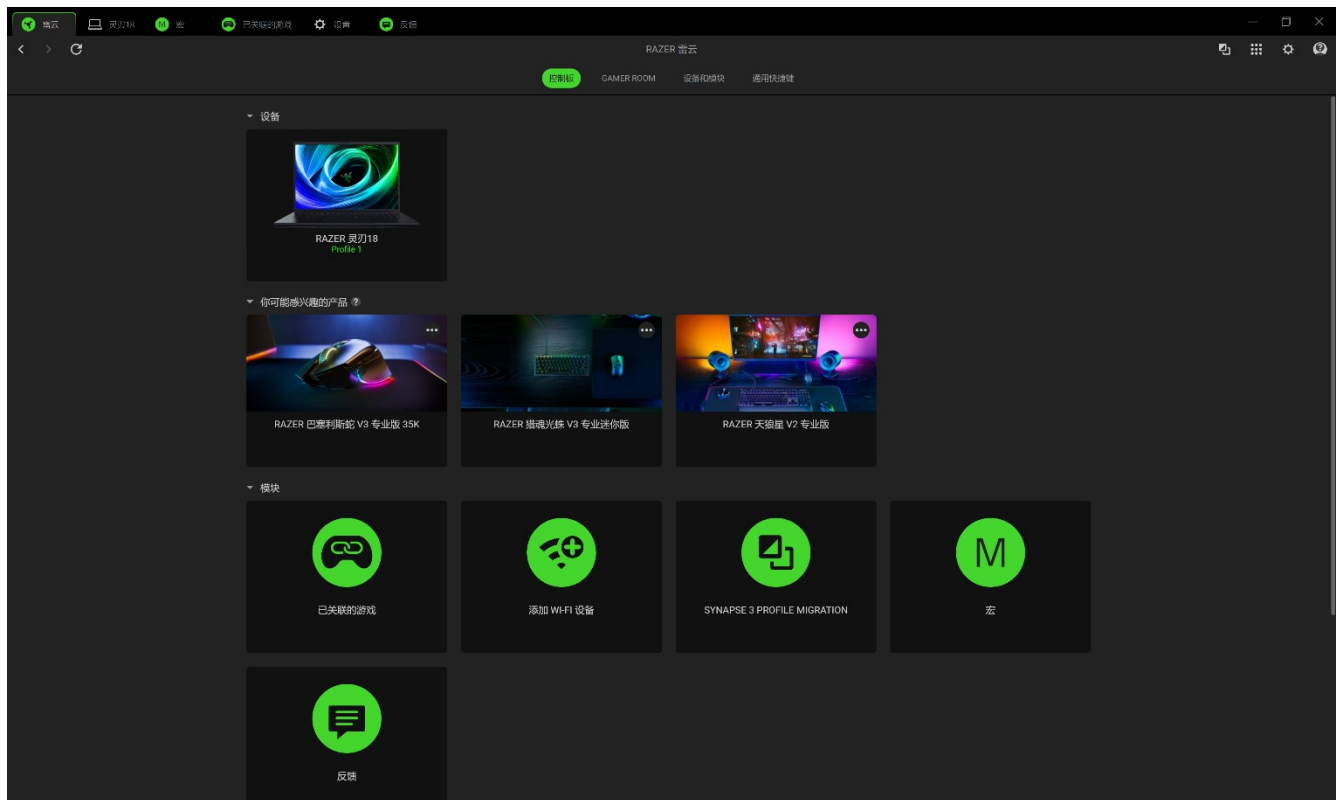 雷云
灵刃18
宏
已关联的游戏
设置
反馈
RAZER 雷云
控制板
GAMER ROOM
设备和模块
通用快捷键
设备
RAZER 灵刃18
Profile 1
你可能感兴趣的产品
RAZER 巴塞利斯蛇 V3 专业版 35K
RAZER 猎魂光蛛 V3 专业迷你版
RAZER 天狼星 V2 专业版
模块
已关联的游戏
添加 WI-FI 设备
SYNAPSE 3 PROFILE MIGRATION
M
宏
反馈